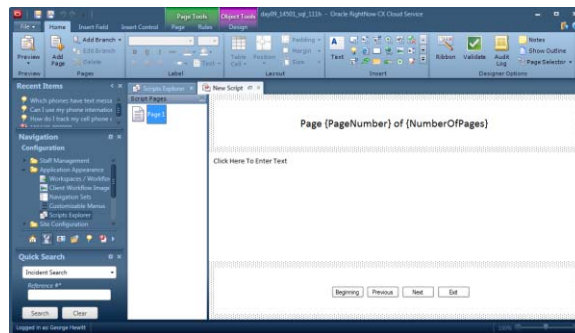 Page Tools
Object Tools
day09_14501_sql_111h - Oracle RightNow CX Cloud Service
File
Home
Insert Field
Insert Control
Page
Rules
Design
Preview
Add Page
Add Branch
Edit Branch
Delete
Text
Table Cell
Position
Size
Padding
Margin
Text
Ribbon
Validate
Audit Log
Notes
Show Outline
Page Selector
Preview
Pages
Label
Layout
Insert
Designer Options
Recent Items
Which phones have text messa
Can I use my phone internation
How do I track my cell phone u
Navigation
Configuration
Staff Management
Application Appearance
Workspaces / Workflow
Client Workflow Image
Navigation Sets
Customizable Menus
Scripts Explorer
Site Configuration
Quick Search
Incident Search
Reference #*
Search
Clear
Scripts Explorer
New Script
Script Pages
Page 1
Page {PageNumber} of {NumberOfPages}
Click Here To Enter Text
Beginning
Previous
Next
Exit
Logged in as: George Hewitt
100%